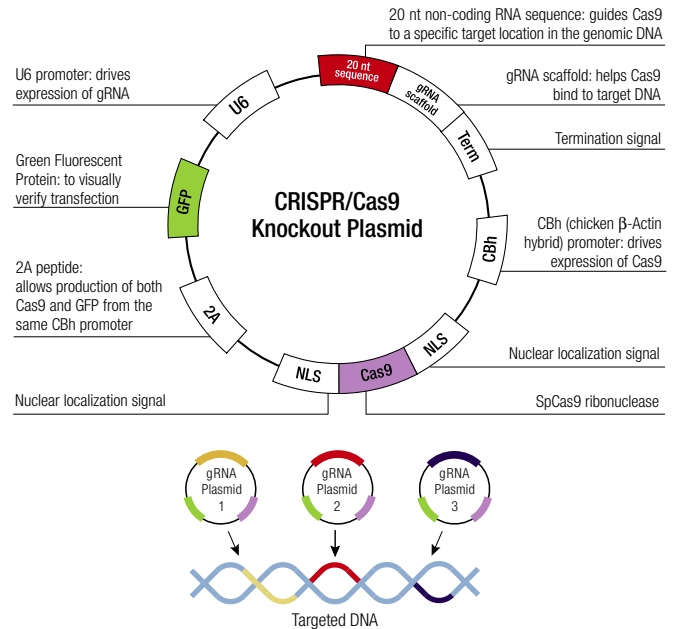 20 nt non-coding RNA sequence: guides Cas9
to a specific target location in the genomic DNA
U6 promoter: drives
expression of gRNA
gRNA scaffold: helps Cas9
bind to target DNA
Termination signal
Green Fluorescent
Protein: to visually
verify transfection
CBh (chicken β-Actin
hybrid) promoter: drives
expression of Cas9
2A peptide:
allows production of both
Cas9 and GFP from the
same CBh promoter
Nuclear localization signal
Nuclear localization signal
SpCas9 ribonuclease
20 nt
sequence
gRNA
scaffold
Term
CBh
NLS
Cas9
NLS
2A
GFP
U6
CRISPR/Cas9
Knockout Plasmid
gRNA
Plasmid
1
gRNA
Plasmid
2
gRNA
Plasmid
3
Targeted DNA